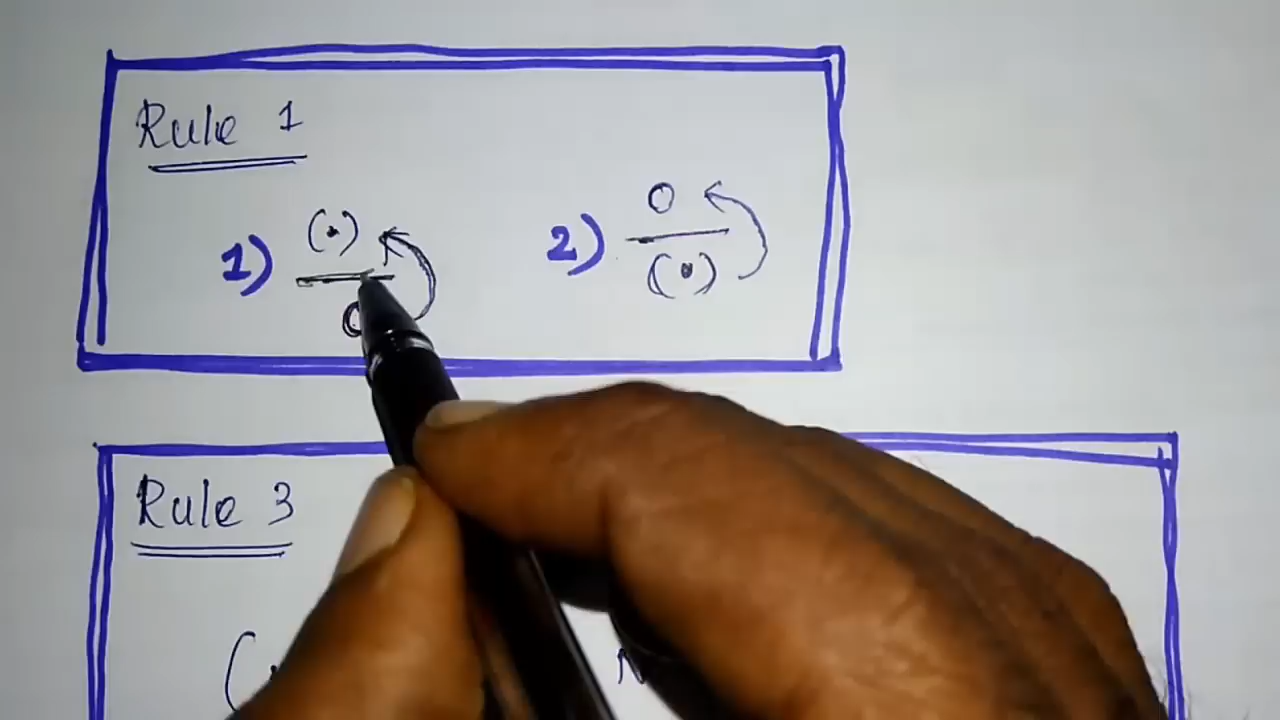 Rule 1
1) (•) / 0 2) 0 / (•)
Rule 3
(